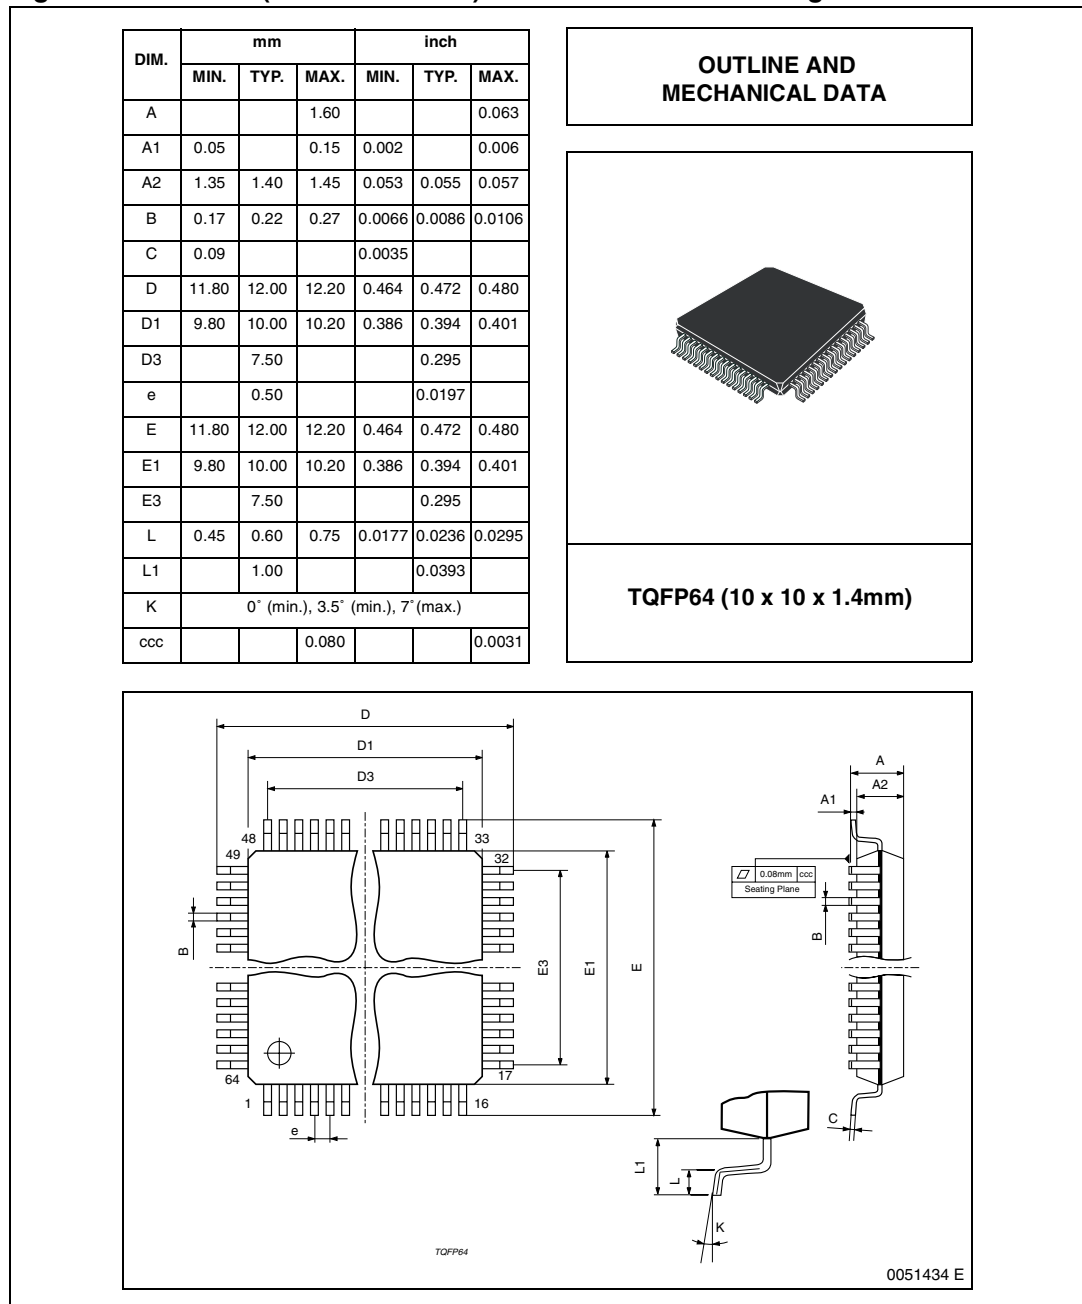 DIM. mm inch
MIN. TYP. MAX. MIN. TYP. MAX.
A 1.60 0.063
A1 0.05 0.15 0.002 0.006
A2 1.35 1.40 1.45 0.053 0.055 0.057
B 0.17 0.22 0.27 0.0066 0.0086 0.0106
C 0.09 0.0035
D 11.80 12.00 12.20 0.464 0.472 0.480
D1 9.80 10.00 10.20 0.386 0.394 0.401
D3 7.50 0.295
e 0.50 0.0197
E 11.80 12.00 12.20 0.464 0.472 0.480
E1 9.80 10.00 10.20 0.386 0.394 0.401
E3 7.50 0.295
L 0.45 0.60 0.75 0.0177 0.0236 0.0295
L1 1.00 0.0393
K 0˚ (min.), 3.5˚ (min.), 7˚(max.)
ccc 0.080 0.0031
OUTLINE AND
MECHANICAL DATA
TQFP64 (10 x 10 x 1.4mm)
D
D1
D3
A
A2
A1
48 33
49 32
0.08mm ccc
Seating Plane
B
B
E3
E1
E
64 17
1 16
e
C
L1
L
K
TQFP64
0051434 E